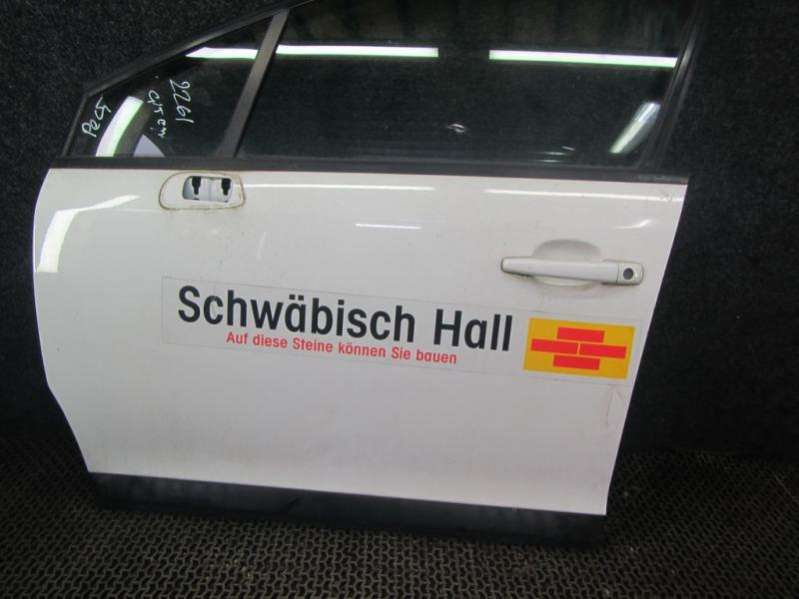 2261
Schwäbisch Hall
Auf diese Steine können Sie bauen